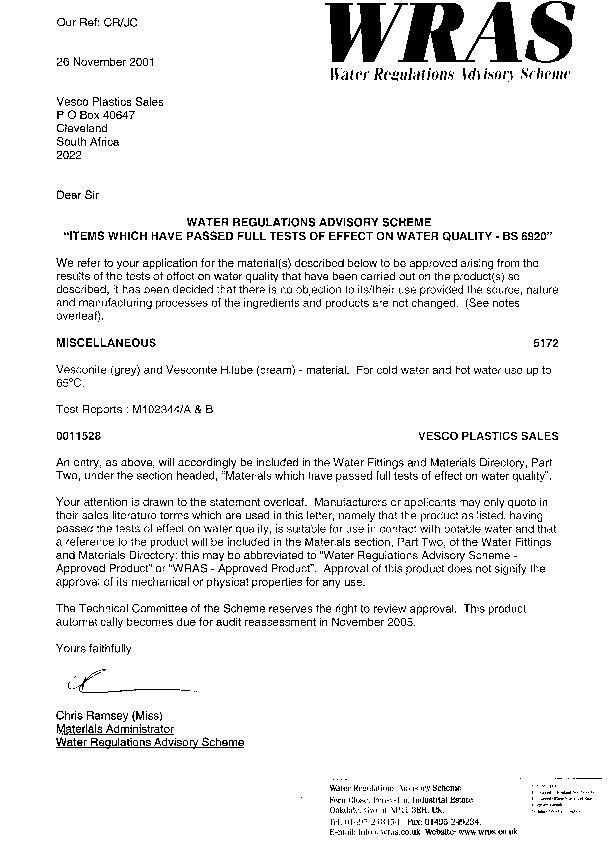 Our Ref: CR/JC
WRAS
Water Regulations Advisory Scheme
26 November 2001
Vesco Plastics Sales
P O Box 40647
Cleveland
South Africa
2022
Dear Sir
WATER REGULATIONS ADVISORY SCHEME
"ITEMS WHICH HAVE PASSED FULL TESTS OF EFFECT ON WATER QUALITY - BS 6920"
We refer to your application for the material(s) described below to be approved arising from the
results of the tests of effect on water quality that have been carried out on the product(s) so
described, it has been decided that there is no objection to its/their use provided the source, nature
and manufacturing processes of the ingredients and products are not changed. (See notes
overleaf).
MISCELLANEOUS 5172
Vesconite (grey) and Vesconite Hilube (cream) - material. For cold water and hot water use up to
65°C.
Test Reports : M102344/A & B
0011528 VESCO PLASTICS SALES
An entry, as above, will accordingly be included in the Water Fittings and Materials Directory, Part
Two, under the section headed, "Materials which have passed full tests of effect on water quality".
Your attention is drawn to the statement overleaf. Manufacturers or applicants may only quote in
their sales literature terms which are used in this letter, namely that the product as listed, having
passed the tests of effect on water quality, is suitable for use in contact with potable water and that
a reference to the product will be included in the Materials section, Part Two, of the Water Fittings
and Materials Directory; this may be abbreviated to "Water Regulations Advisory Scheme -
Approved Product" or "WRAS - Approved Product". Approval of this product does not signify the
approval of its mechanical or physical properties for any use.
The Technical Committee of the Scheme reserves the right to review approval. This product
automatically becomes due for audit reassessment in November 2005.
Yours faithfully
Chris Ramsey (Miss)
Materials Administrator
Water Regulations Advisory Scheme
Water Regulations Advisory Scheme
Fern Close, Industrial Estate
Oakdale, Gwent NP11 3EH, UK.
Fax: 01495 249234.
E-mail: info@wras.co.uk Website: www.wras.co.uk